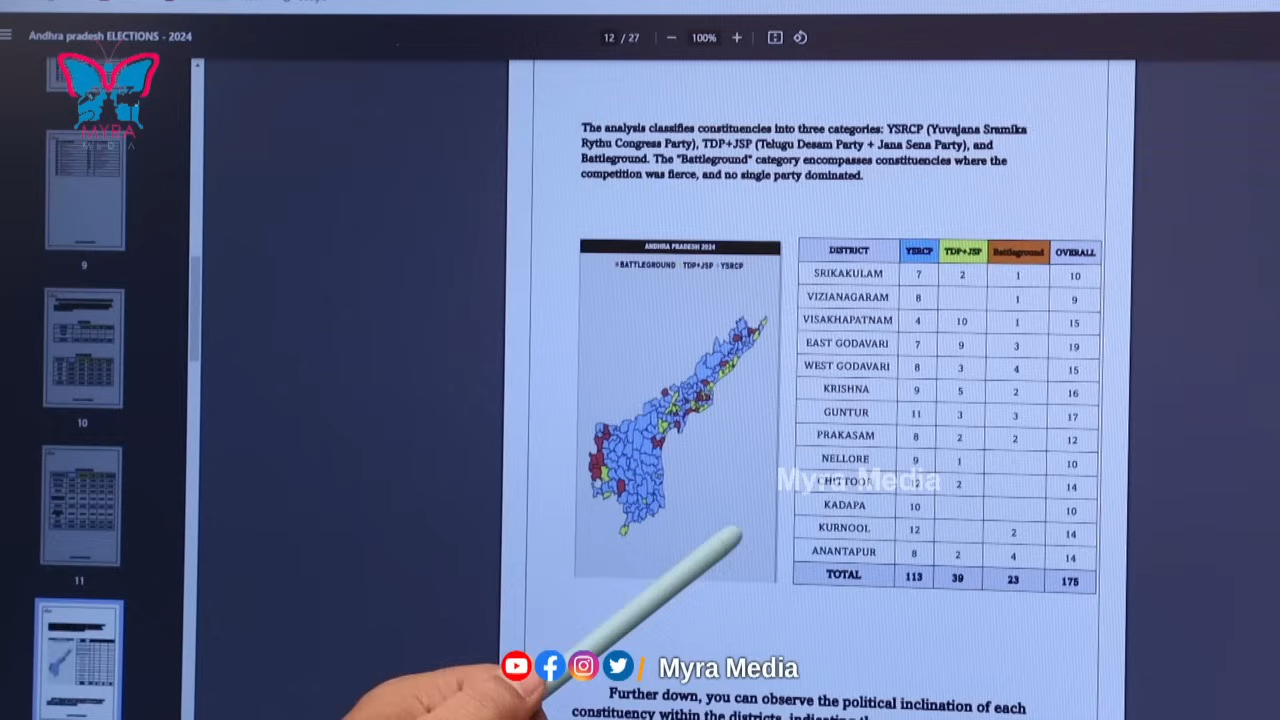 Andhra pradesh ELECTIONS - 2024
12 / 27
100%
MYRA
MEDIA
The analysis classifies constituencies into three categories: YSRCP (Yuvajana Sramika
Rythu Congress Party), TDP+JSP (Telugu Desam Party + Jana Sena Party), and
Battleground. The "Battleground" category encompasses constituencies where the
competition was fierce, and no single party dominated.
ANDHRA PRADESH 2024
BATTLEGROUND TDP+JSP YSRCP
DISTRICT YSRCP TDP+JSP Battleground OVERALL
SRIKAKULAM 7 2 1 10
VIZIANAGARAM 8 1 9
VISAKHAPATNAM 4 10 1 15
EAST GODAVARI 7 9 3 19
WEST GODAVARI 8 3 4 15
KRISHNA 9 5 2 16
GUNTUR 11 3 3 17
PRAKASAM 8 2 2 12
NELLORE 9 1 10
CHITTOOR 12 2 14
KADAPA 10 10
KURNOOL 12 2 14
ANANTAPUR 8 2 4 14
TOTAL 113 39 23 175
Myra Media
9
10
11
Further down, you can observe the political inclination of each
constituency within the districts, indicating the
/ Myra Media